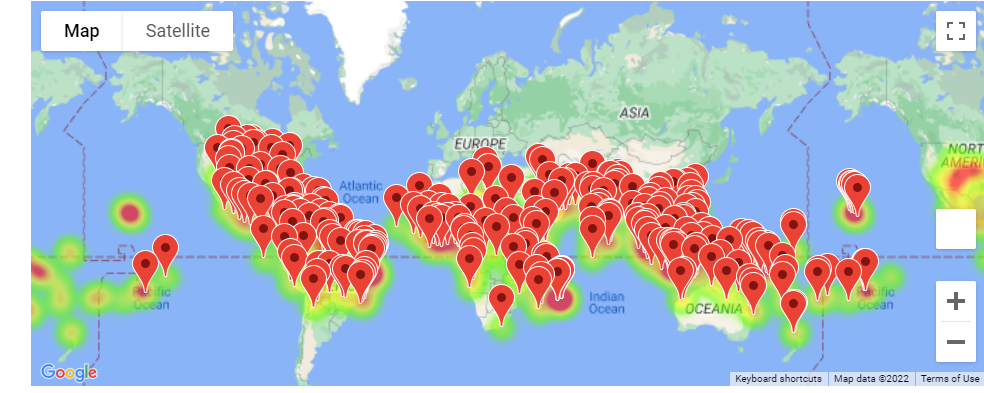 Map
Satellite
ASIA
EUROPE
NORT
AMERI
Atlantic
Ocean
Pacific
Ocean
Indian
Ocean
Pacific
Ocean
OCEANIA
Google
Keyboard shortcuts
Map data ©2022
Terms of Use